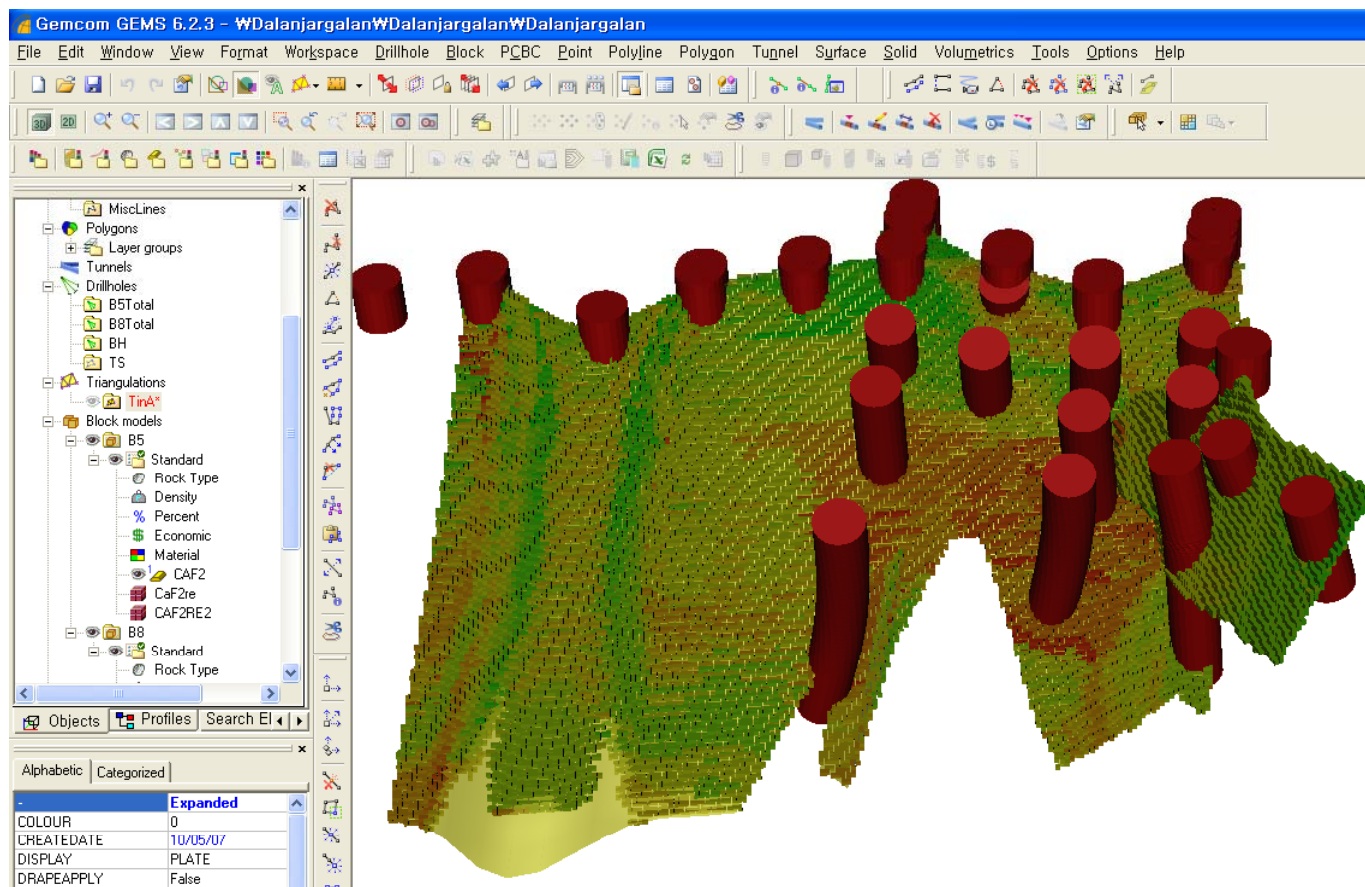 Gemcom GEMS 6.2.3 - ₩Dalanjargalan₩Dalanjargalan₩Dalanjargalan
File Edit Window View Format Workspace Drillhole Block PCBC Point Polyline Polygon Tunnel Surface Solid Volumetrics Tools Options Help
3D 2D
MiscLines
Polygons
Layer groups
Tunnels
Drillholes
B5Total
B8Total
BH
TS
Triangulations
TinA*
Block models
B5
Standard
Rock Type
Density
% Percent
$ Economic
Material
1 CAF2
CaF2re
CAF2RE2
B8
Standard
Rock Type
Objects Profiles Search El
Alphabetic Categorized
- Expanded
COLOUR 0
CREATEDATE 10/05/07
DISPLAY PLATE
DRAPEAPPLY False